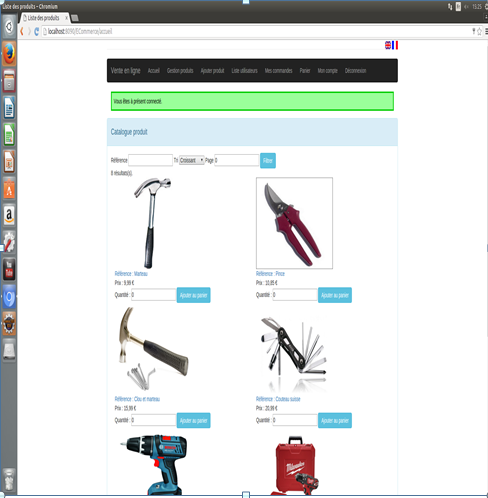 Liste des produits - Chromium
15:25
Liste des produits
localhost:8090/ECommerce/accueil
Vente en ligne Accueil Gestion produits Ajouter produit Liste utilisateurs Mes commandes Panier Mon compte Déconnexion
Vous êtes à présent connecté.
Catalogue produit
Référence Tri Croissant Page 0 Filtrer
8 résultat(s).
Référence : Marteau
Prix : 9,99 €
Quantité : 0 Ajouter au panier
Référence : Pince
Prix : 10,85 €
Quantité : 0 Ajouter au panier
Référence : Clou et marteau
Prix : 15,99 €
Quantité : 0 Ajouter au panier
Référence : Couteau suisse
Prix : 20,99 €
Quantité : 0 Ajouter au panier
Milwaukee